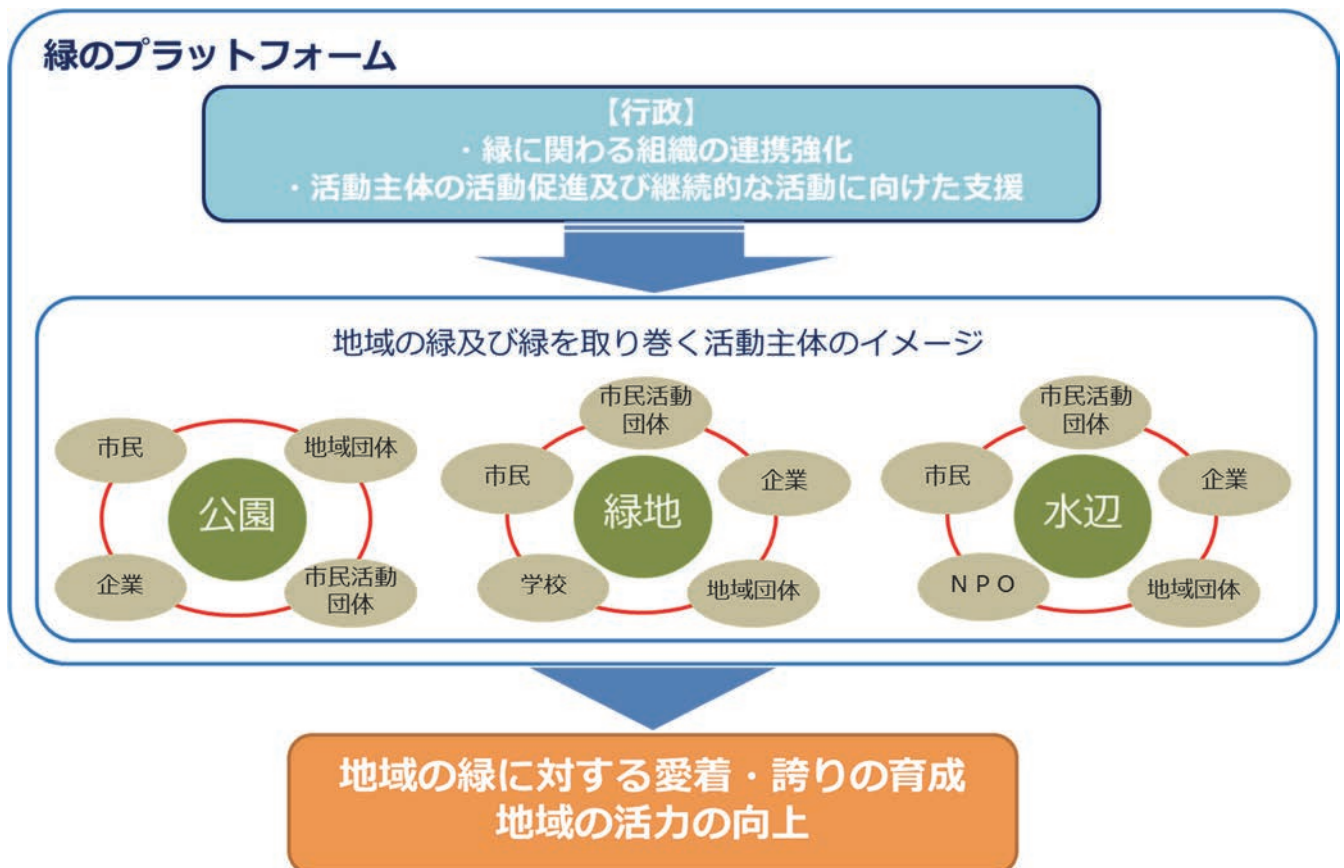 緑のプラットフォーム
【行政】
・緑に関わる組織の連携強化
・活動主体の活動促進及び継続的な活動に向けた支援
地域の緑及び緑を取り巻く活動主体のイメージ
市民
地域団体
公園
企業
市民活動
団体
市民活動
団体
市民
企業
緑地
学校
地域団体
市民活動
団体
市民
企業
水辺
ＮＰＯ
地域団体
地域の緑に対する愛着・誇りの育成
地域の活力の向上